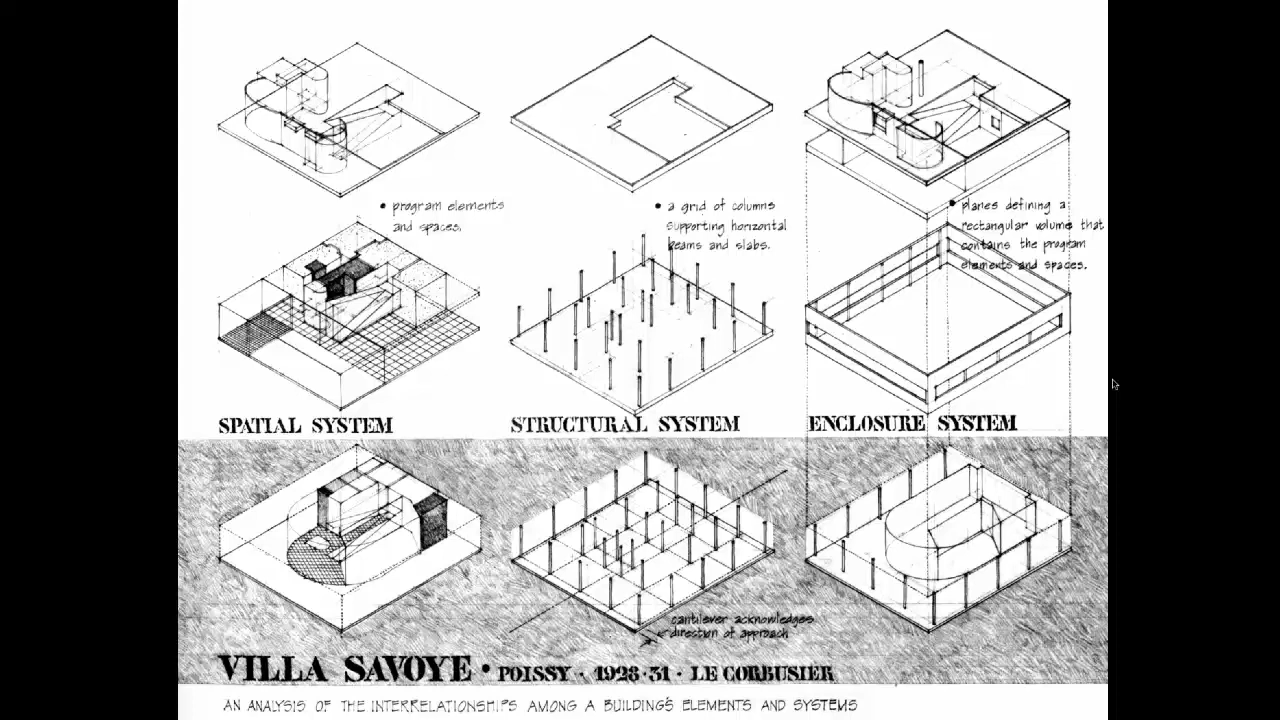 • program elements
and spaces.
• a grid of columns
supporting horizontal
beams and slabs.
• planes defining a
rectangular volume that
contains the program
elements and spaces.
SPATIAL SYSTEM
STRUCTURAL SYSTEM
ENCLOSURE SYSTEM
cantilever acknowledges
direction of approach
VILLA SAVOYE • POISSY · 1928·31 · LE CORBUSIER
AN ANALYSIS OF THE INTERRELATIONSHIPS AMONG A BUILDING'S ELEMENTS AND SYSTEMS